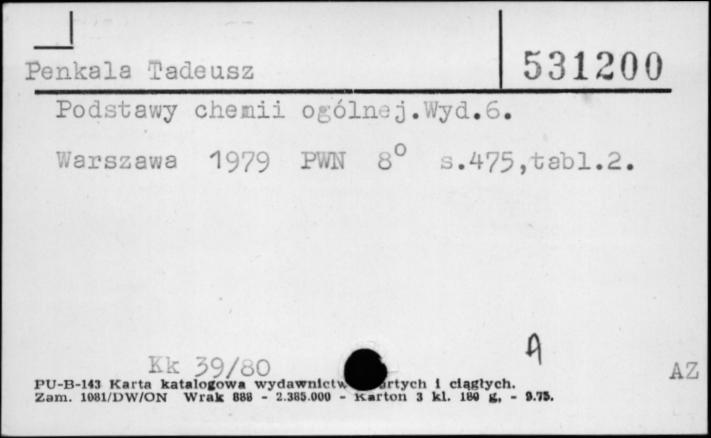 Penkala Tadeusz
531200
Podstawy chemii ogólnej.Wyd.6.
Warszawa 1979 PWN 8° s.475,tabl.2.
A
Kk 39/80
AZ
PU-B-143 Karta katalogowa wydawnictw artych i ciągłych.
Zam. 1081/DW/ON Wrak 888 - 2.385.000 - Karton 3 kl. 180 g. - 9.75.